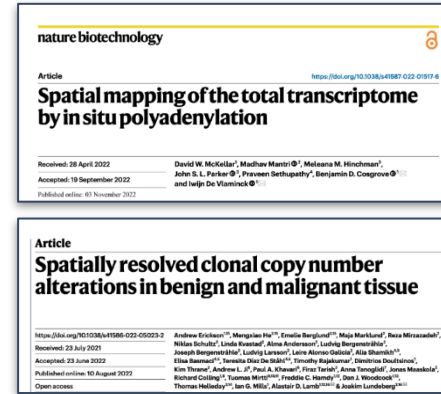 nature biotechnology
Article
https://doi.org/10.1038/s41587-022-01517-6
Spatial mapping of the total transcriptome
by in situ polyadenylation
Received: 28 April 2022
David W. McKellar¹, Madhav Mantri¹, Meleana M. Hinchman²,
Accepted: 19 September 2022
John S. L. Parker², Praveen Sethupathy⁴, Benjamin D. Cosgrove¹
Published online: 03 November 2022
and Iwijn De Vlaminck¹
Article
Spatially resolved clonal copy number
alterations in benign and malignant tissue
https://doi.org/10.1038/s41586-022-05023-2
Andrew Erickson, Mengxiao He, Emelie Berglund, Maja Marklund, Reza Mirzazadeh,
Received: 23 July 2021
Niklas Schultz, Linda Kvastad, Alma Andersson, Ludvig Bergenstråhle,
Joseph Bergenstråhle, Ludvig Larsson, Leire Alonso Galicia, Alia Shamikh,
Accepted: 23 June 2022
Elisa Basmaci, Teresita Díaz De Ståhl, Timothy Rajakumar, Dimitrios Doultsinos,
Published online: 10 August 2022
Kim Thrane, Andrew L. Ji, Paul A. Khavari, Firaz Tarish, Anna Tanoglidi, Jonas Maaskola,
Open access
Richard Colling, Tuomas Mirtti, Freddie C. Hamdy, Dan J. Woodcock,
Thomas Helleday, Ian G. Mills, Alastair D. Lamb & Joakim Lundeberg